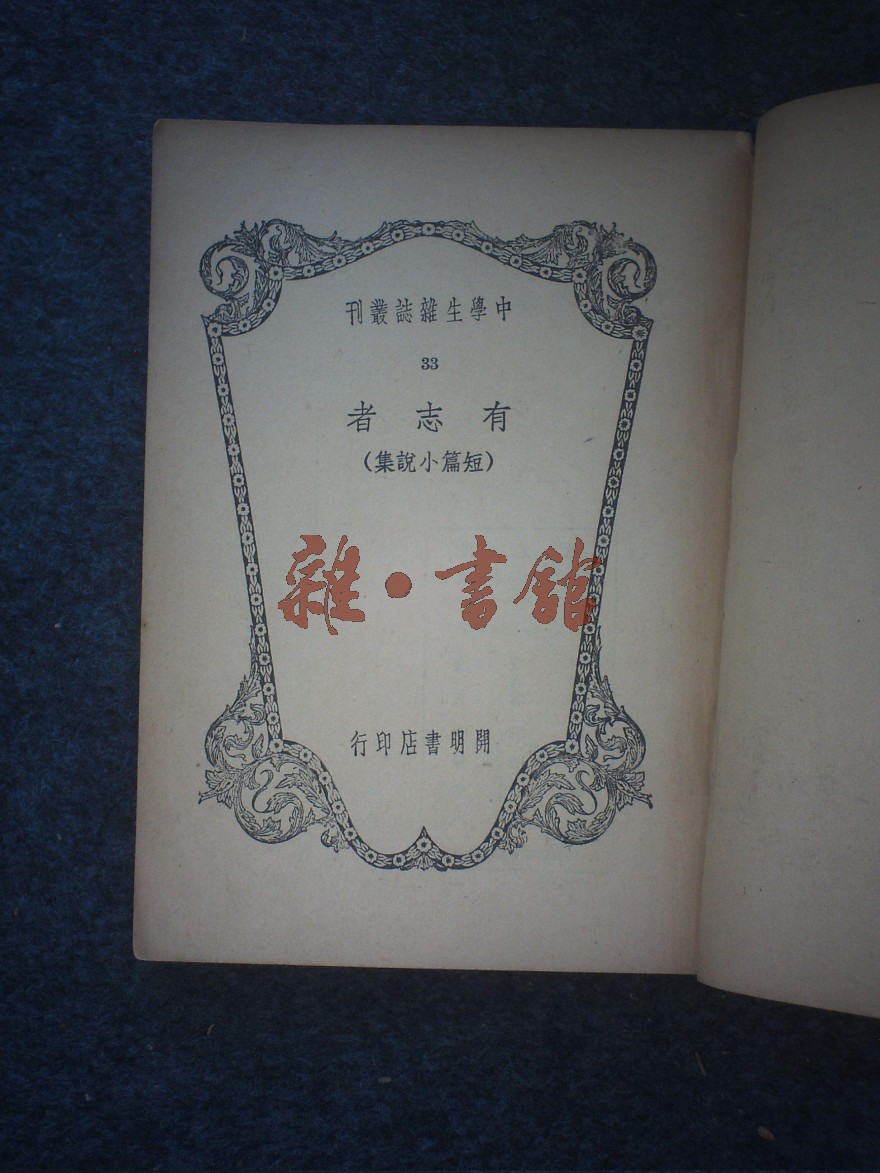 中學生雜誌叢刊
33
有志者
(短篇小說集)
雜·書館
開明書店印行